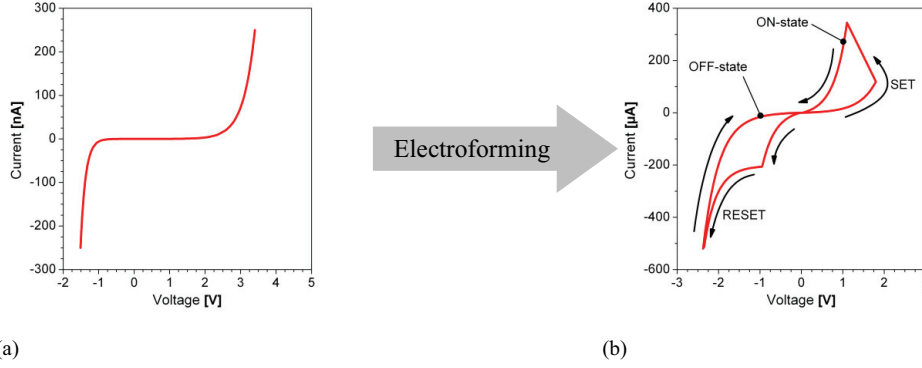 300
200
100
0
-100
-200
-300
-2 -1 0 1 2 3 4 5
Current [nA]
Voltage [V]
Electroforming
400
200
0
-200
-400
-600
-3 -2 -1 0 1 2
Current [µA]
Voltage [V]
ON-state
OFF-state
SET
RESET
(b)